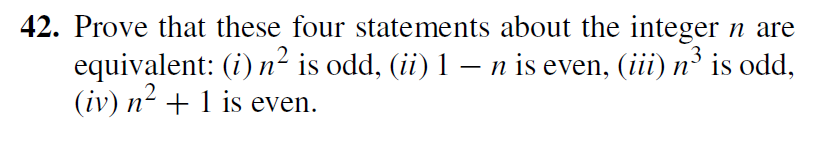 42. Prove that these four statements about the integer n are
equivalent: (i) n² is odd, (ii) 1 − n is even, (iii) n³ is odd,
(iv) n² + 1 is even.